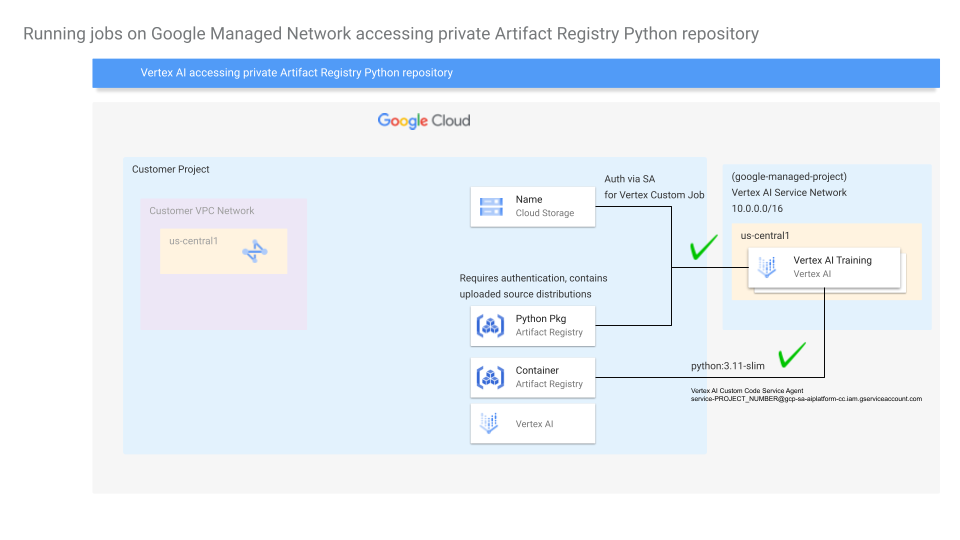 Running jobs on Google Managed Network accessing private Artifact Registry Python repository
Vertex AI accessing private Artifact Registry Python repository
Google Cloud
Customer Project
Customer VPC Network
us-central1
Name
Cloud Storage
Auth via SA
for Vertex Custom Job
(google-managed-project)
Vertex AI Service Network
10.0.0.0/16
us-central1
Vertex AI Training
Vertex AI
Requires authentication, contains
uploaded source distributions
Python Pkg
Artifact Registry
Container
Artifact Registry
Vertex AI
python:3.11-slim
Vertex AI Custom Code Service Agent
service-PROJECT_NUMBER@gcp-sa-aiplatform-cc.iam.gserviceaccount.com